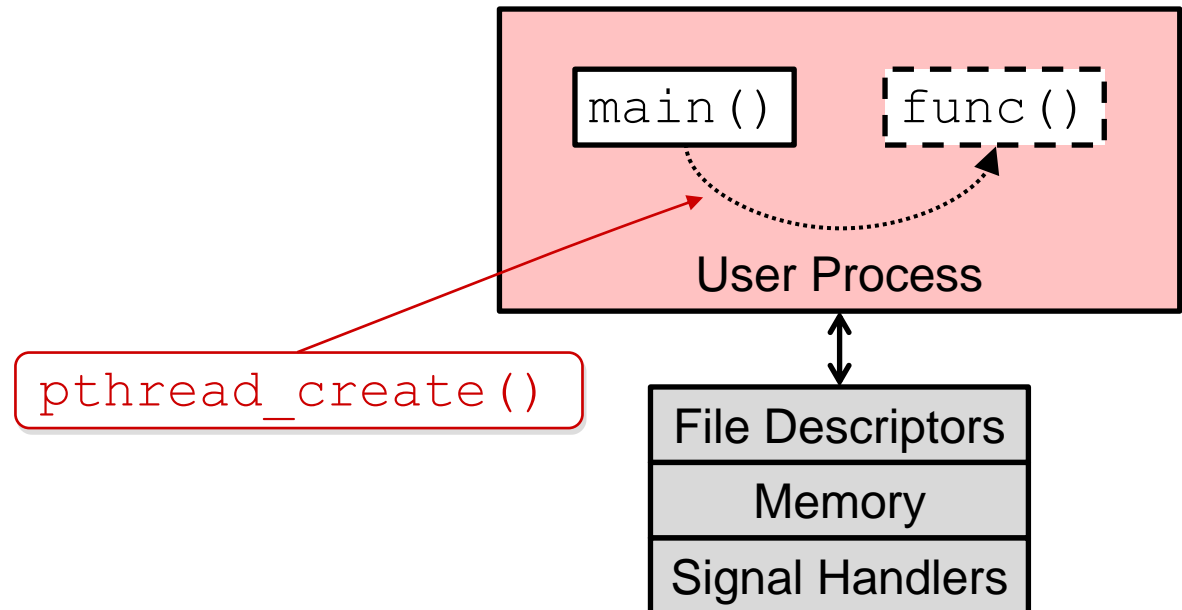 main()
func()
User Process
pthread_create()
File Descriptors
Memory
Signal Handlers